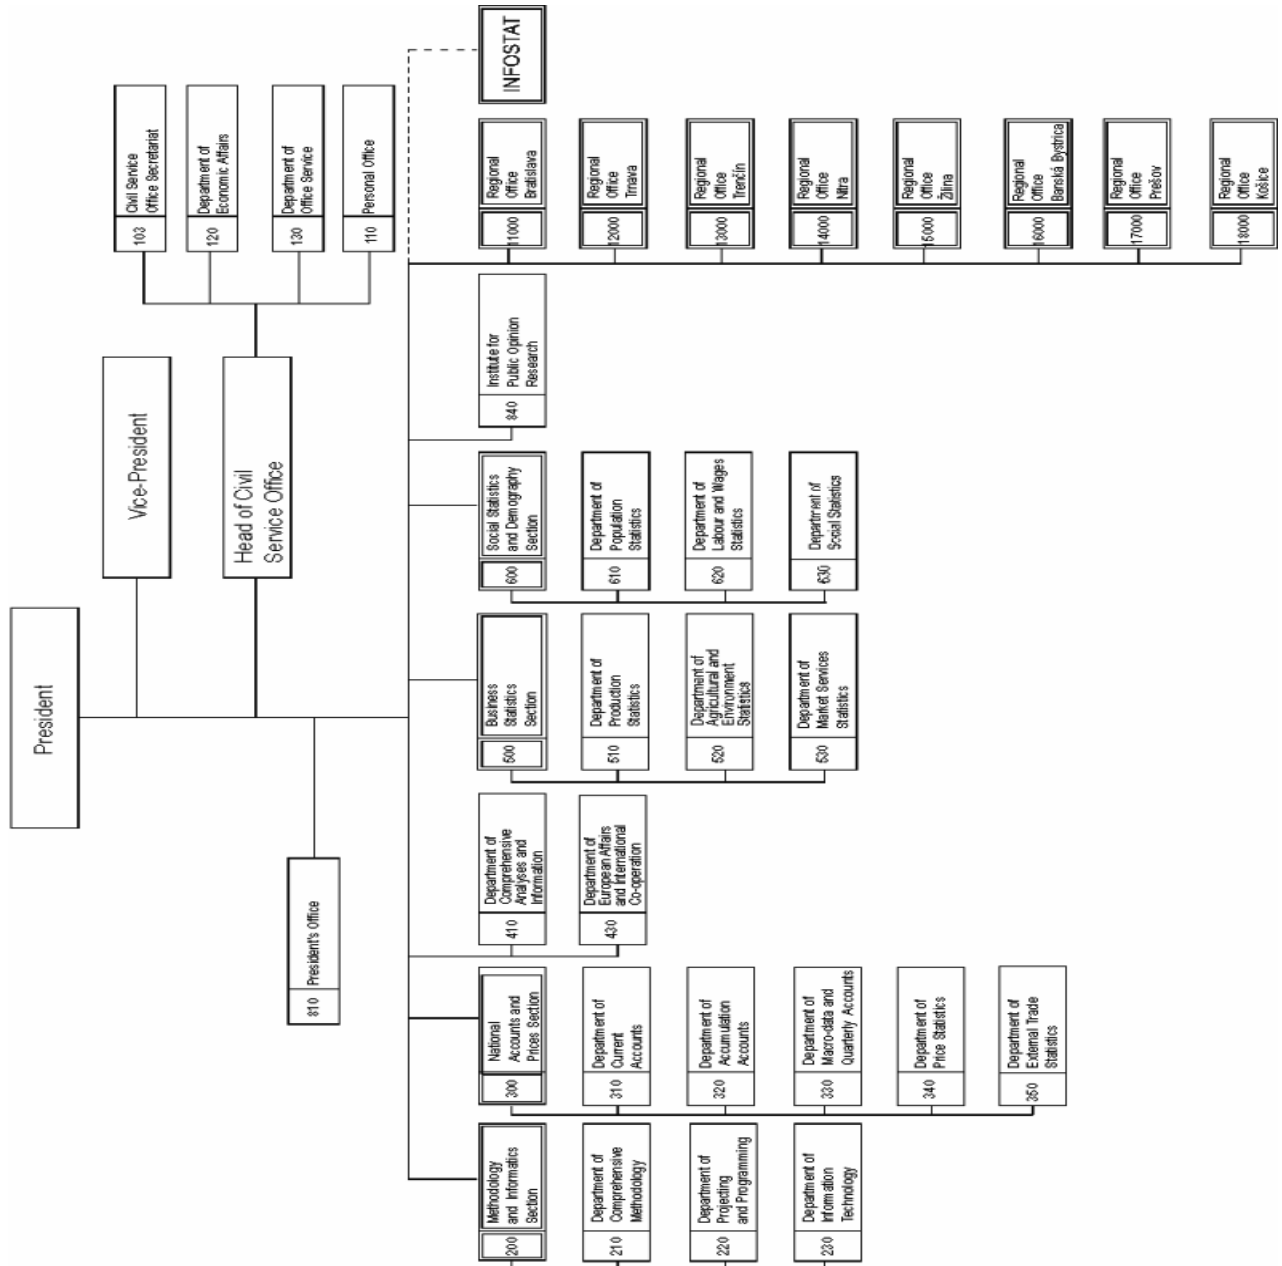 President
Vice-President
Head of Civil
Service Office
103
Civil Service
Office Secretariat
120
Department of
Economic Affairs
130
Department of
Office Service
110
Personal Office
810
President's Office
200
Methodology
and Informatics
Section
210
Department of
Comprehensive
Methodology
220
Department of
Projecting
and Programming
230
Department of
Information
Technology
300
National
Accounts and
Prices Section
310
Department of
Current
Accounts
320
Department of
Accumulation
Accounts
330
Department of
Macro-data and
Quarterly Accounts
340
Department of
Price Statistics
350
Department of
External Trade
Statistics
410
Department of
Comprehensive
Analyses and
Information
430
Department of
European Affairs
and International
Co-operation
500
Business
Statistics
Section
510
Department of
Production
Statistics
520
Department of
Agricultural and
Environment
Statistics
530
Department of
Market Services
Statistics
600
Social Statistics
and Demography
Section
610
Department of
Population
Statistics
620
Department of
Labour and Wages
Statistics
630
Department of
Social Statistics
840
Institute for
Public Opinion
Research
11000
Regional
Office
Bratislava
12000
Regional
Office
Trnava
13000
Regional
Office
Trenčín
14000
Regional
Office
Nitra
15000
Regional
Office
Žilina
16000
Regional
Office
Banská Bystrica
17000
Regional
Office
Prešov
18000
Regional
Office
Košice
INFOSTAT